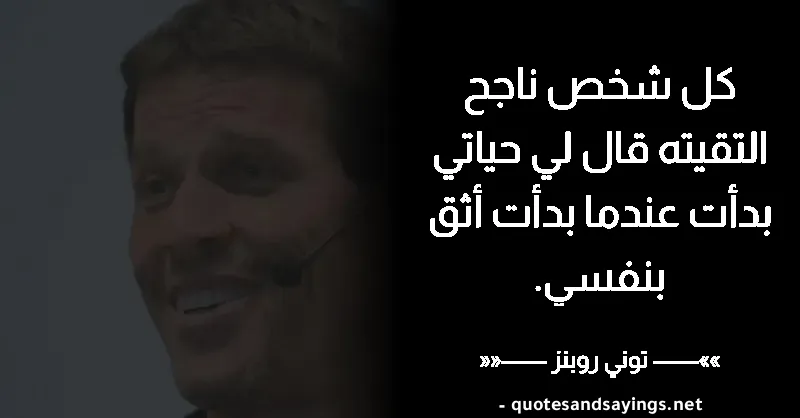 كل شخص ناجح
التقيته قال لي حياتي
بدأت عندما بدأت أثق
بنفسي.
»»—— توني روبنز ——««
- quotesandsayings.net